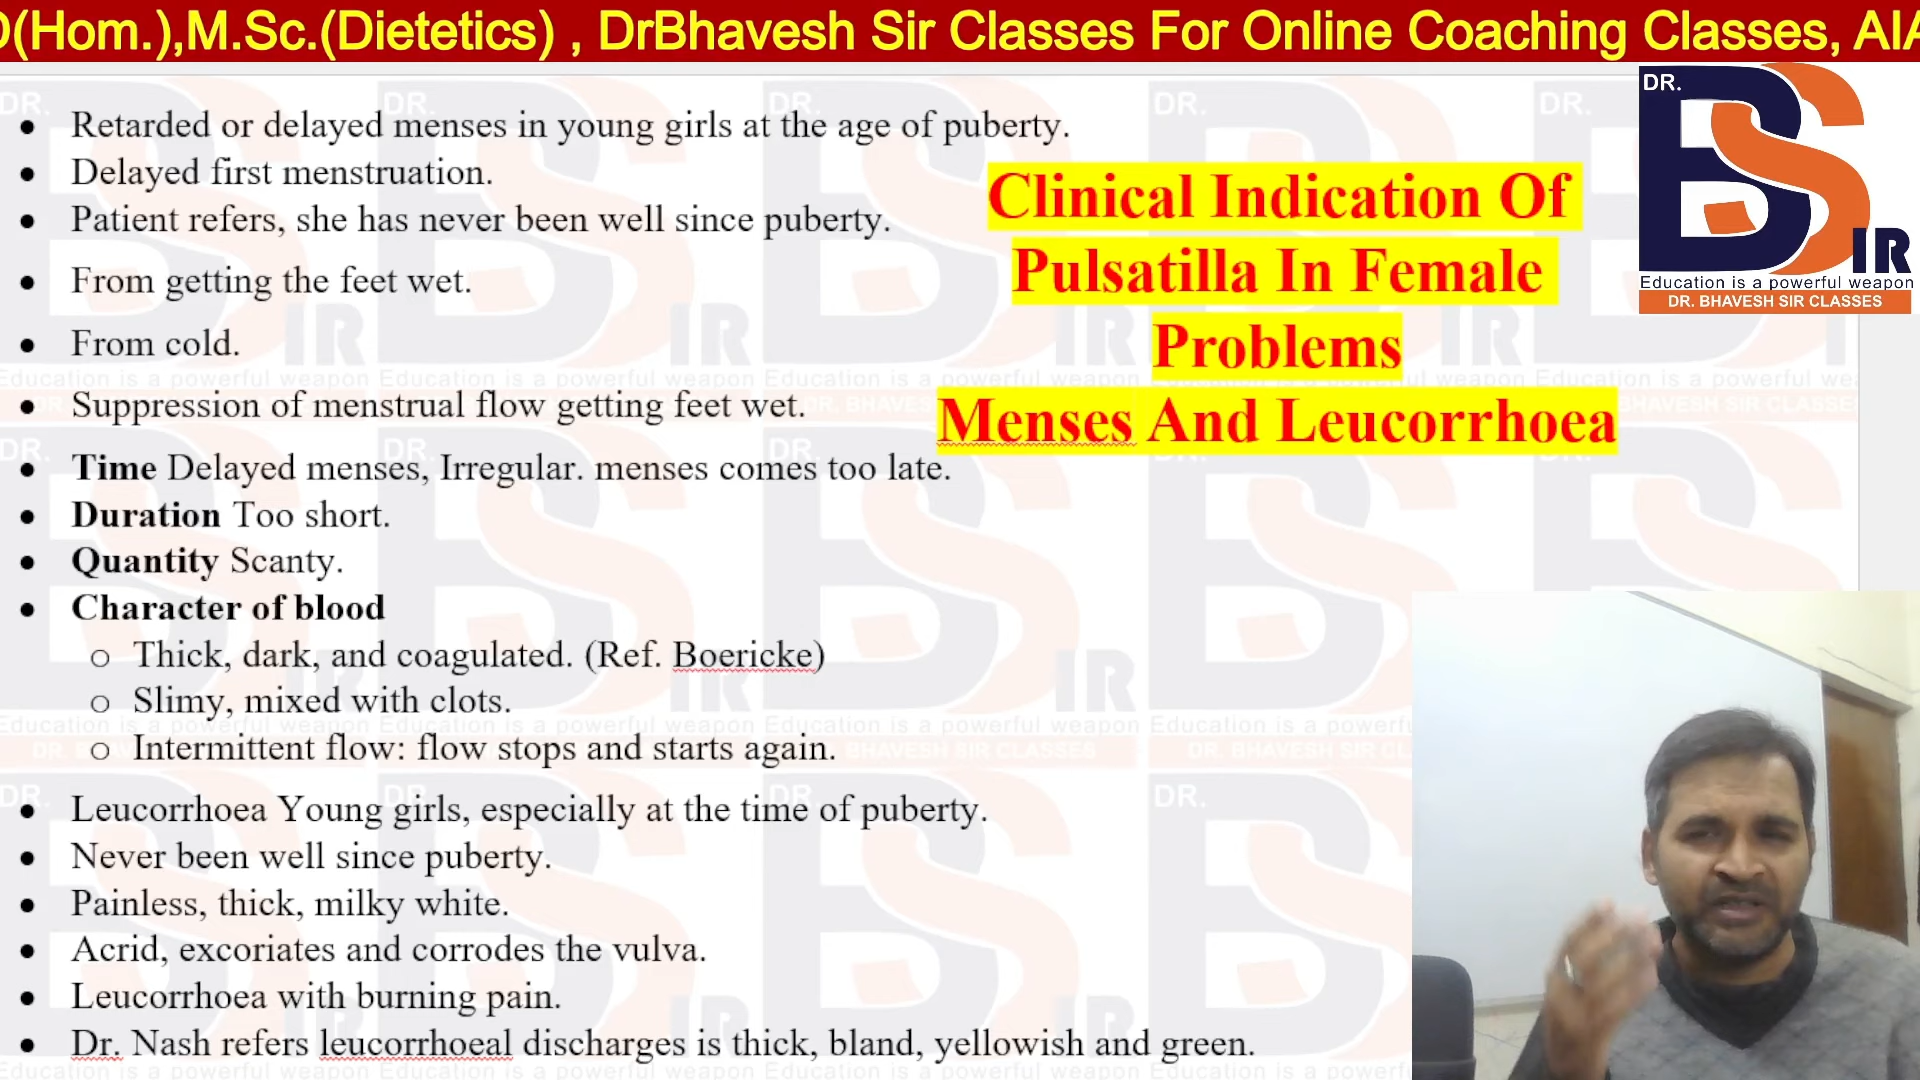 D(Hom.),M.Sc.(Dietetics) , DrBhavesh Sir Classes For Online Coaching Classes, AIA
DR.
BSIR
Education is a powerful weapon
DR. BHAVESH SIR CLASSES
Clinical Indication Of
Pulsatilla In Female
Problems
Menses And Leucorrhoea
• Retarded or delayed menses in young girls at the age of puberty.
• Delayed first menstruation.
• Patient refers, she has never been well since puberty.
• From getting the feet wet.
• From cold.
• Suppression of menstrual flow getting feet wet.
• Time Delayed menses, Irregular. menses comes too late.
• Duration Too short.
• Quantity Scanty.
• Character of blood
o Thick, dark, and coagulated. (Ref. Boericke)
o Slimy, mixed with clots.
o Intermittent flow: flow stops and starts again.
• Leucorrhoea Young girls, especially at the time of puberty.
• Never been well since puberty.
• Painless, thick, milky white.
• Acrid, excoriates and corrodes the vulva.
• Leucorrhoea with burning pain.
• Dr. Nash refers leucorrhoeal discharges is thick, bland, yellowish and green.